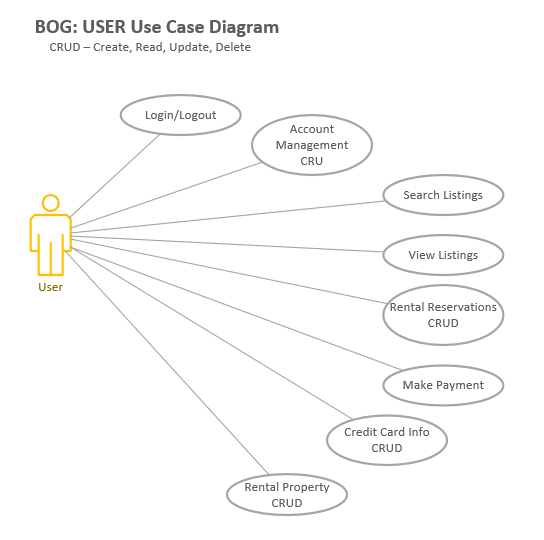 BOG: USER Use Case Diagram
CRUD – Create, Read, Update, Delete
Login/Logout
Account
Management
CRU
Search Listings
View Listings
User
Rental Reservations
CRUD
Make Payment
Credit Card Info
CRUD
Rental Property
CRUD